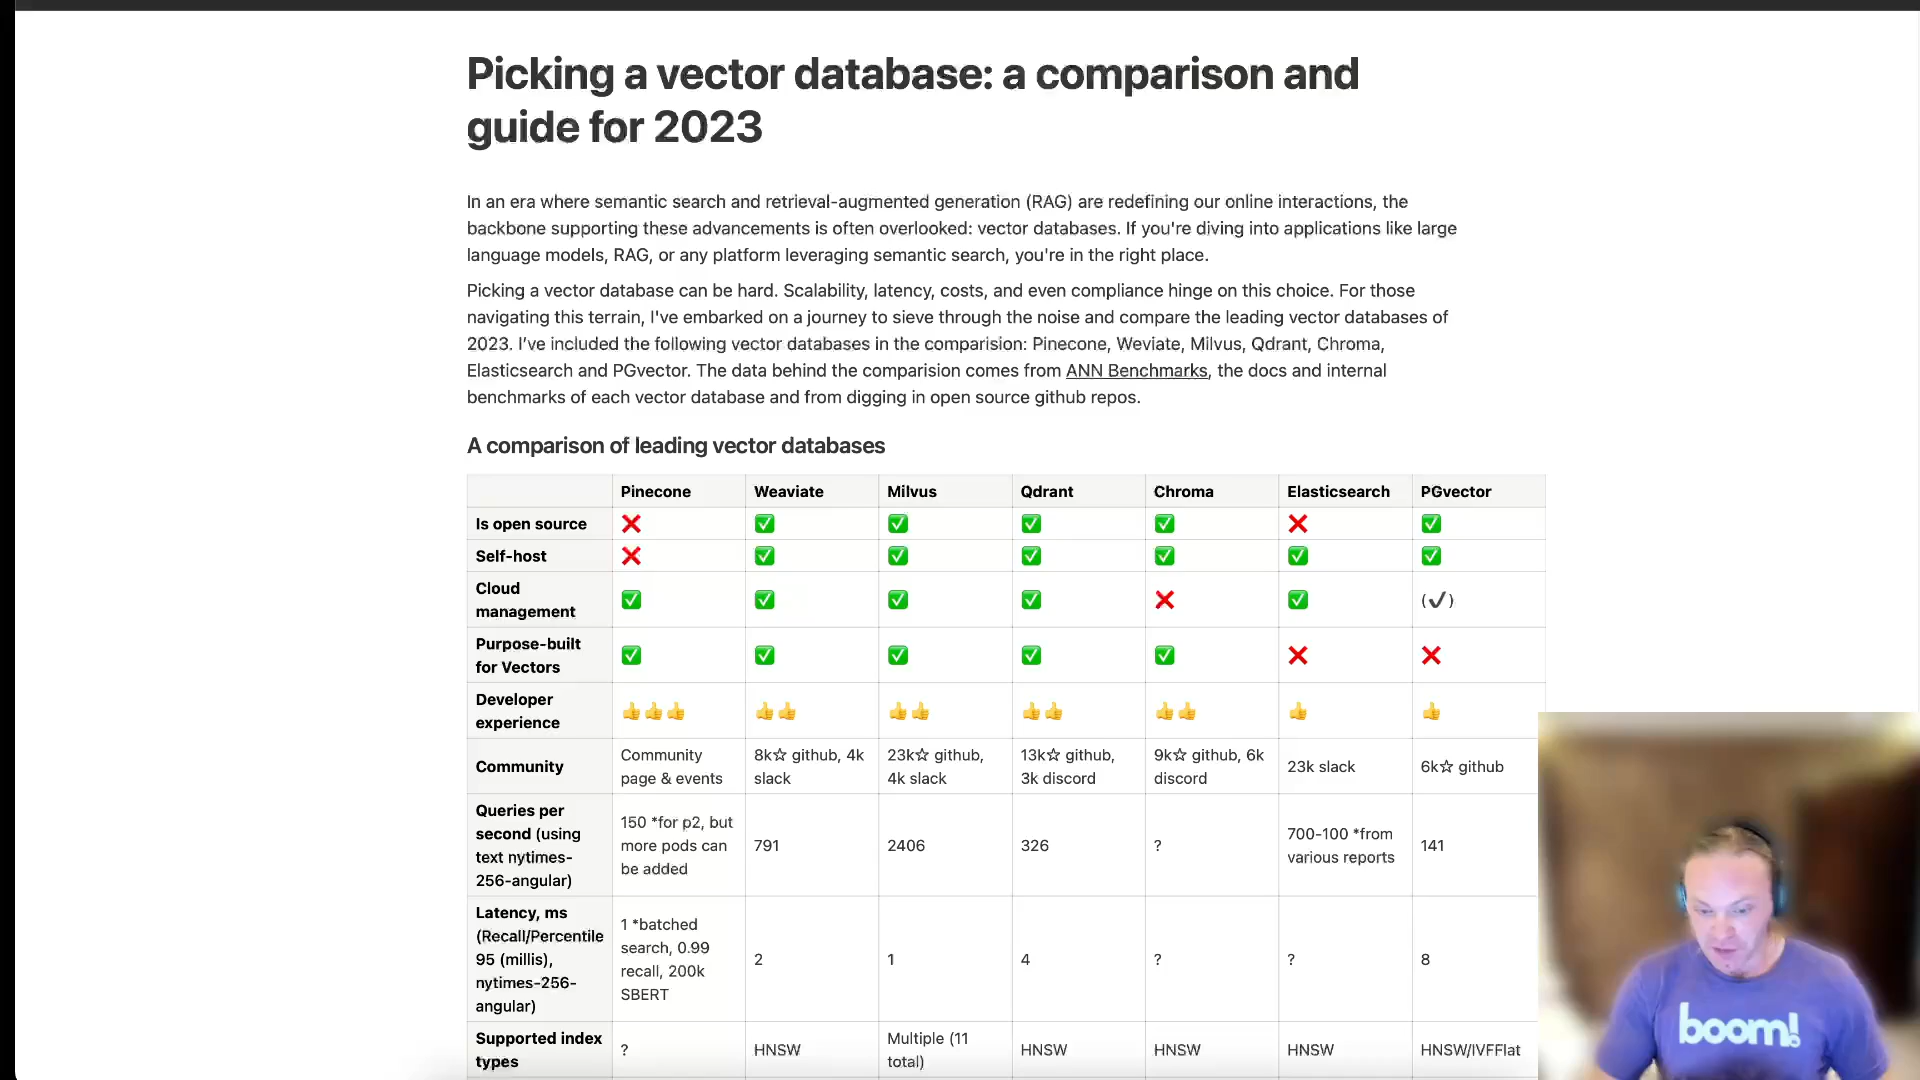 Picking a vector database: a comparison and
guide for 2023
In an era where semantic search and retrieval-augmented generation (RAG) are redefining our online interactions, the
backbone supporting these advancements is often overlooked: vector databases. If you're diving into applications like large
language models, RAG, or any platform leveraging semantic search, you're in the right place.
Picking a vector database can be hard. Scalability, latency, costs, and even compliance hinge on this choice. For those
navigating this terrain, I've embarked on a journey to sieve through the noise and compare the leading vector databases of
2023. I've included the following vector databases in the comparision: Pinecone, Weviate, Milvus, Qdrant, Chroma,
Elasticsearch and PGvector. The data behind the comparision comes from ANN Benchmarks, the docs and internal
benchmarks of each vector database and from digging in open source github repos.
A comparison of leading vector databases
Pinecone Weaviate Milvus Qdrant Chroma Elasticsearch PGvector
Is open source ❌ ✅ ✅ ✅ ✅ ❌ ✅
Self-host ❌ ✅ ✅ ✅ ✅ ✅ ✅
Cloud
management ✅ ✅ ✅ ✅ ❌ ✅ (✔)
Purpose-built
for Vectors ✅ ✅ ✅ ✅ ✅ ❌ ❌
Developer
experience 👍👍👍 👍👍 👍👍 👍👍 👍👍 👍 👍
Community
Community
page & events
8k☆ github, 4k
slack
23k☆ github,
4k slack
13k☆ github,
3k discord
9k☆ github, 6k
discord
23k slack
6k☆ github
Queries per
second (using
text nytimes-
256-angular)
150 *for p2, but
more pods can
be added
791
2406
326
?
700-100 *from
various reports
141
Latency, ms
(Recall/Percentile
95 (millis),
nytimes-256-
angular)
1 *batched
search, 0.99
recall, 200k
SBERT
2
1
4
?
?
8
Supported index
types
?
HNSW
Multiple (11
total)
HNSW
HNSW
HNSW
HNSW/IVFFlat
boom!